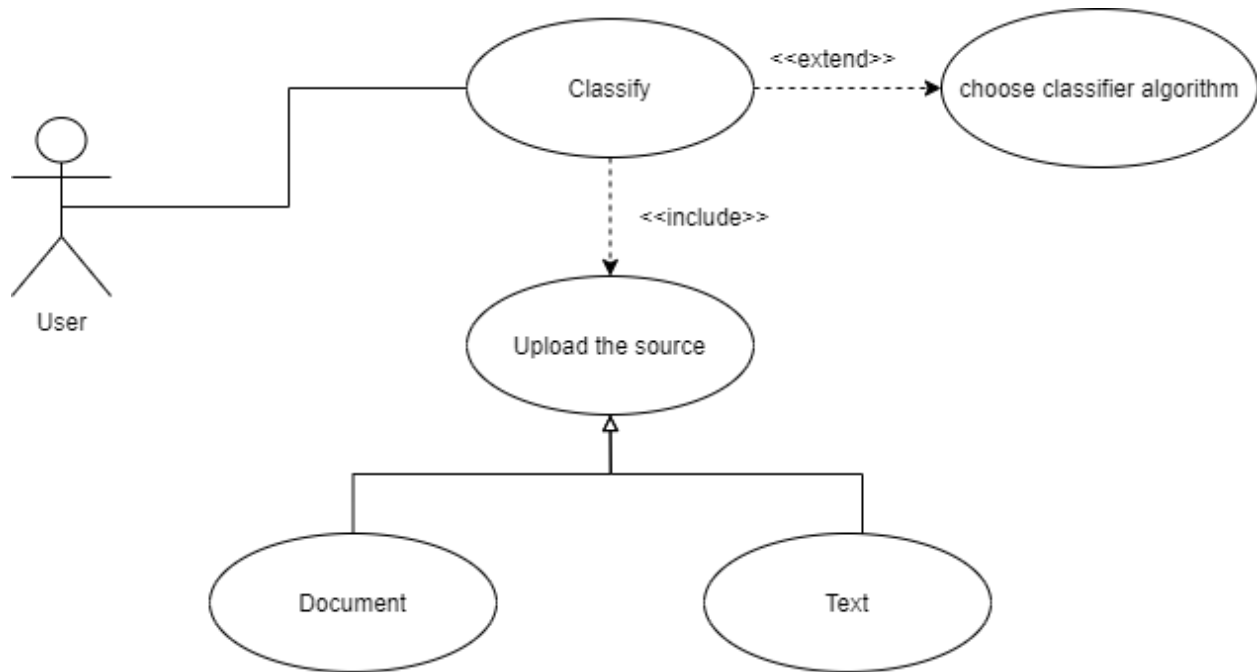 <<extend>>
Classify
choose classifier algorithm
<<include>>
User
Upload the source
Document
Text